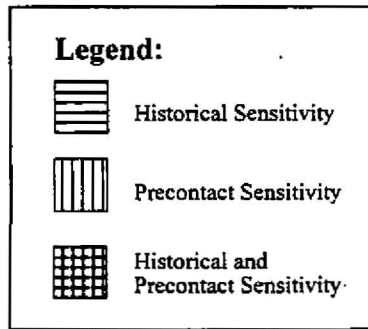 Legend:
Historical Sensitivity
Precontact Sensitivity
Historical and
Precontact Sensitivity